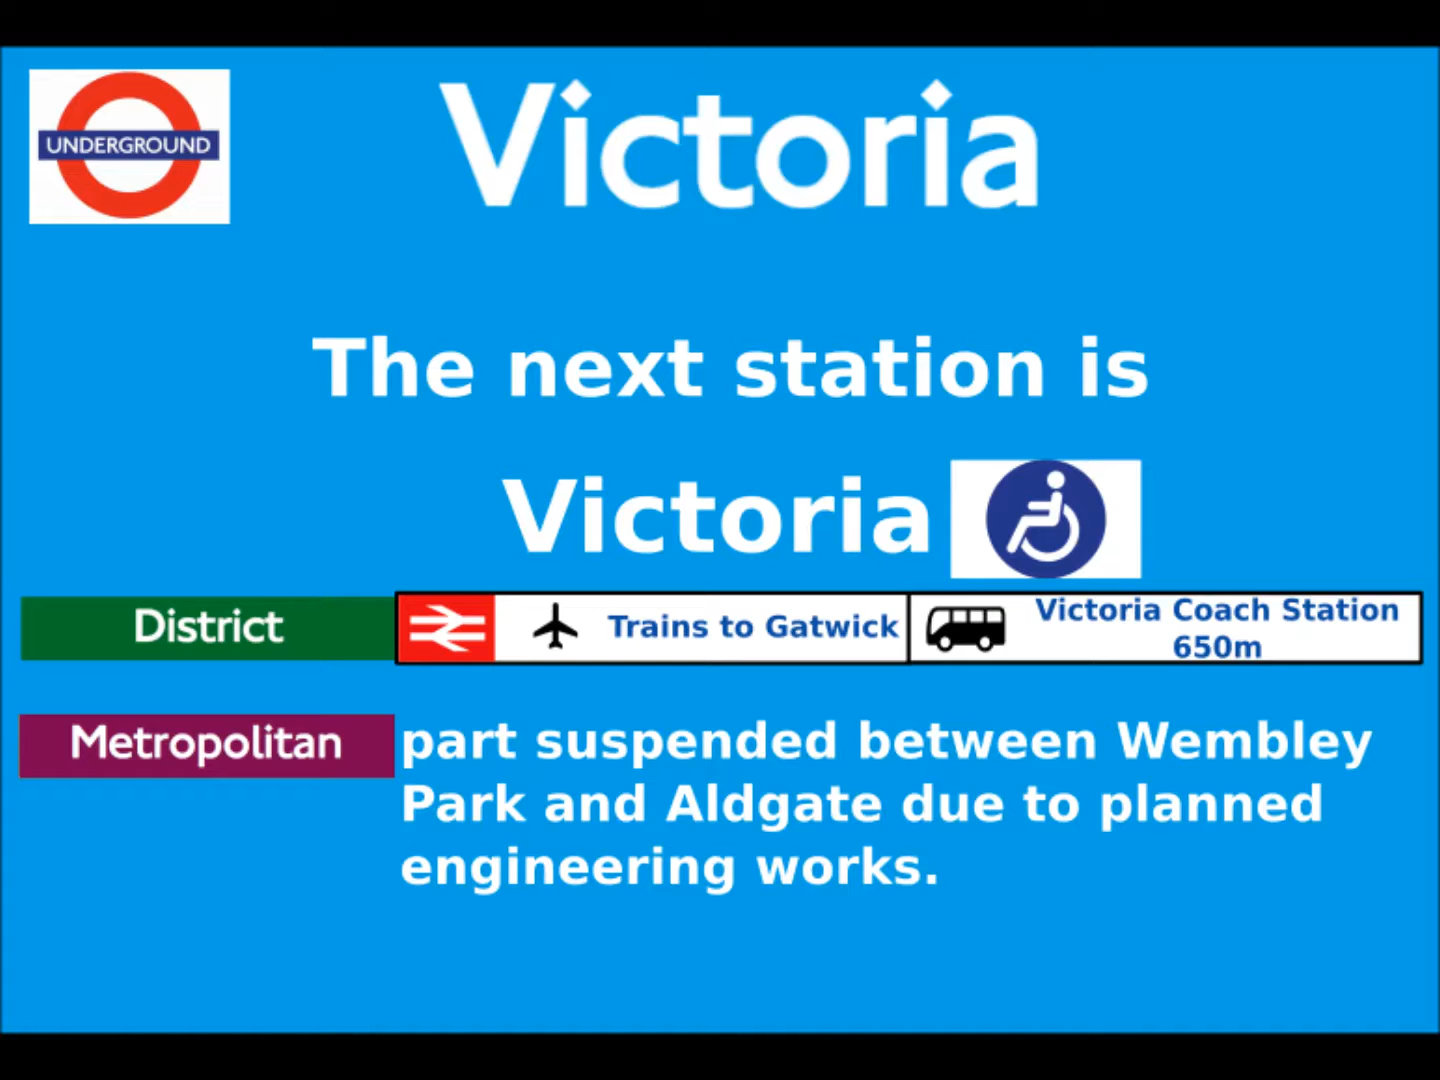 UNDERGROUND
Victoria
The next station is
Victoria
District
Trains to Gatwick
Victoria Coach Station
650m
Metropolitan
part suspended between Wembley
Park and Aldgate due to planned
engineering works.